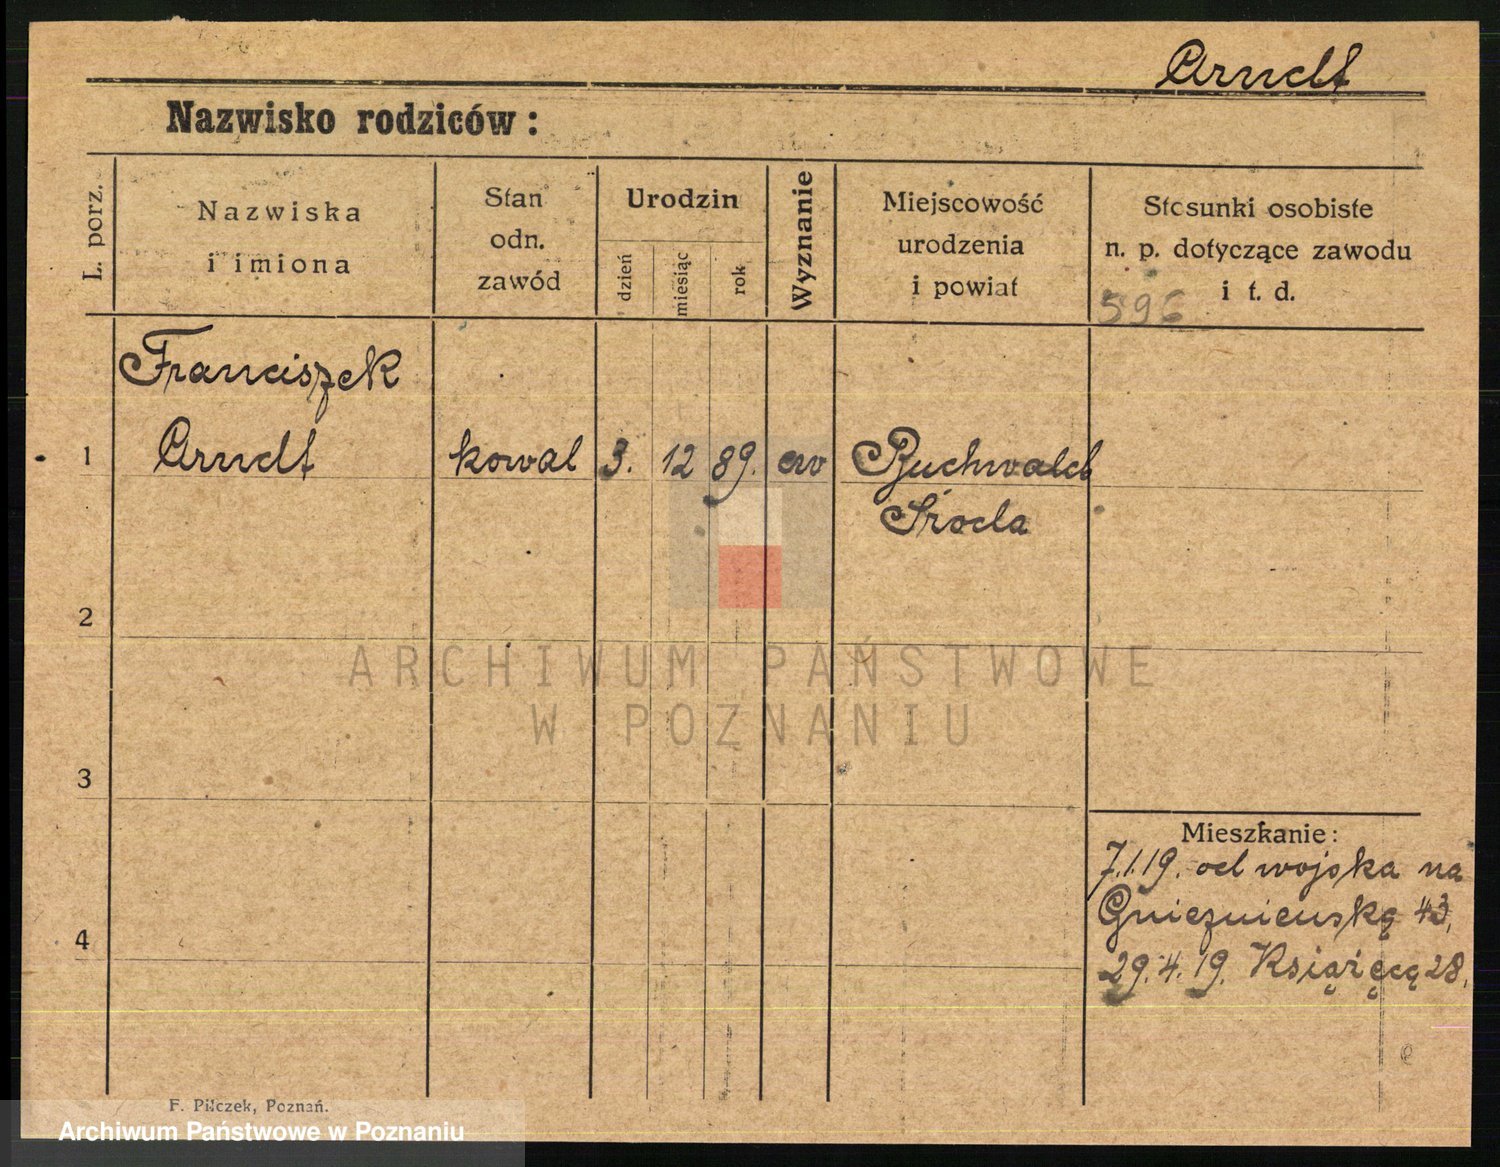 Arndt
Nazwisko rodziców:
L. porz.
Nazwiska
i imiona
Stan
odn.
zawód
Urodzin
dzień
miesiąc
rok
Wyznanie
Miejscowość
urodzenia
i powiat
Stosunki osobiste
n. p. dotyczące zawodu
i t. d.
596
Franciszek
1 Arndt kowal 3. 12 89. ew Buchwald
Środa
2
ARCHIWUM PAŃSTWOWE
W POZNANIU
3
Mieszkanie:
7.1.19. od wojska na
Gnieznieuską 43,
4
29.4.19. Książęcą 28,
F. Pilczek, Poznań.
Archiwum Państwowe w Poznaniu